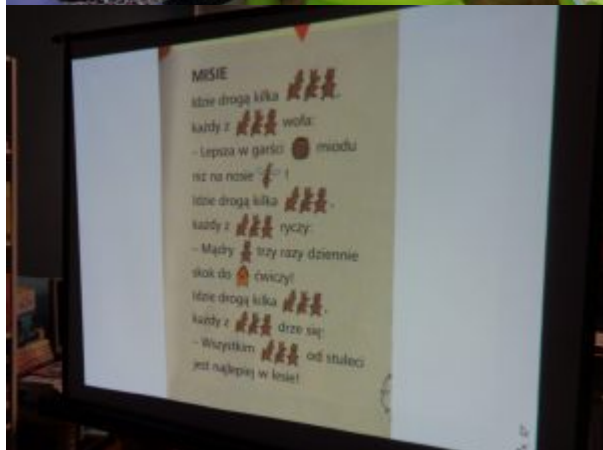 MISIE
Idzie drogą kilka ,
każdy z woła:
– Lepsza w garści miodu
niż na nosie !
Idzie drogą kilka ,
każdy z ryczy:
– Mądry trzy razy dziennie
skok do ćwiczy!
Idzie drogą kilka ,
każdy z drze się:
– Wszystkim od stuleci
jest najlepiej w lesie!